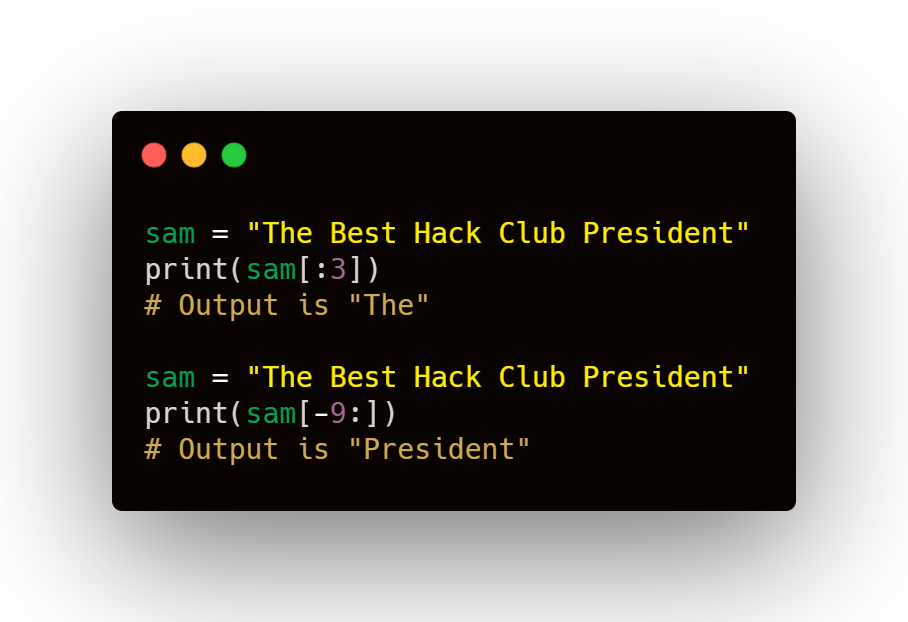 sam = "The Best Hack Club President"
print(sam[:3])
# Output is "The"
sam = "The Best Hack Club President"
print(sam[-9:])
# Output is "President"